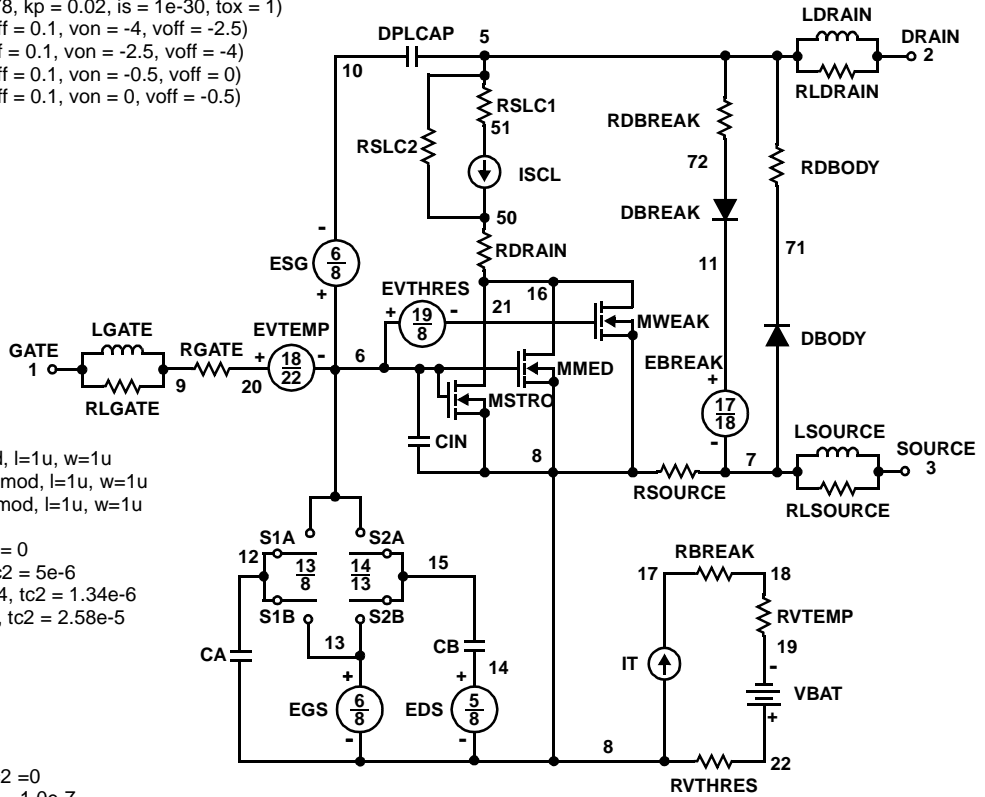 8, kp = 0.02, is = 1e-30, tox = 1)
ff = 0.1, von = -4, voff = -2.5)
f = 0.1, von = -2.5, voff = -4)
ff = 0.1, von = -0.5, voff = 0)
ff = 0.1, von = 0, voff = -0.5)
LDRAIN
DPLCAP 5 DRAIN
10 2
RLDRAIN
RSLC1
51
RDBREAK
RSLC2
72
ISCL
RDBODY
DBREAK
50
RDRAIN
71
11
ESG 6/8
- +
EVTHRES
+ 19/8 -
16
21
MWEAK
LGATE
EVTEMP
GATE RGATE + 18/22 - 6
MMED
EBREAK
DBODY
1 9 20
+
MSTRO
17/18
RLGATE
-
LSOURCE
CIN
8 7 SOURCE
3
RSOURCE
RLSOURCE
d, l=1u, w=1u
mod, l=1u, w=1u
mod, l=1u, w=1u
= 0
c2 = 5e-6
4, tc2 = 1.34e-6
, tc2 = 2.58e-5
S1A S2A
12 13/8 14/13 15
S1B S2B
13
CA
CB
14
+ +
EGS 6/8 EDS 5/8
- -
RBREAK
17 18
RVTEMP
19
IT
-
VBAT
+
8 22
RVTHRES
2 =0